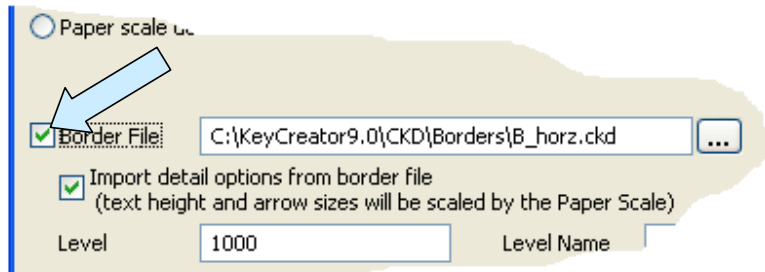 Paper scale
Border File C:\KeyCreator9.0\CKD\Borders\B_horz.ckd ...
Import detail options from border file
(text height and arrow sizes will be scaled by the Paper Scale)
Level 1000 Level Name